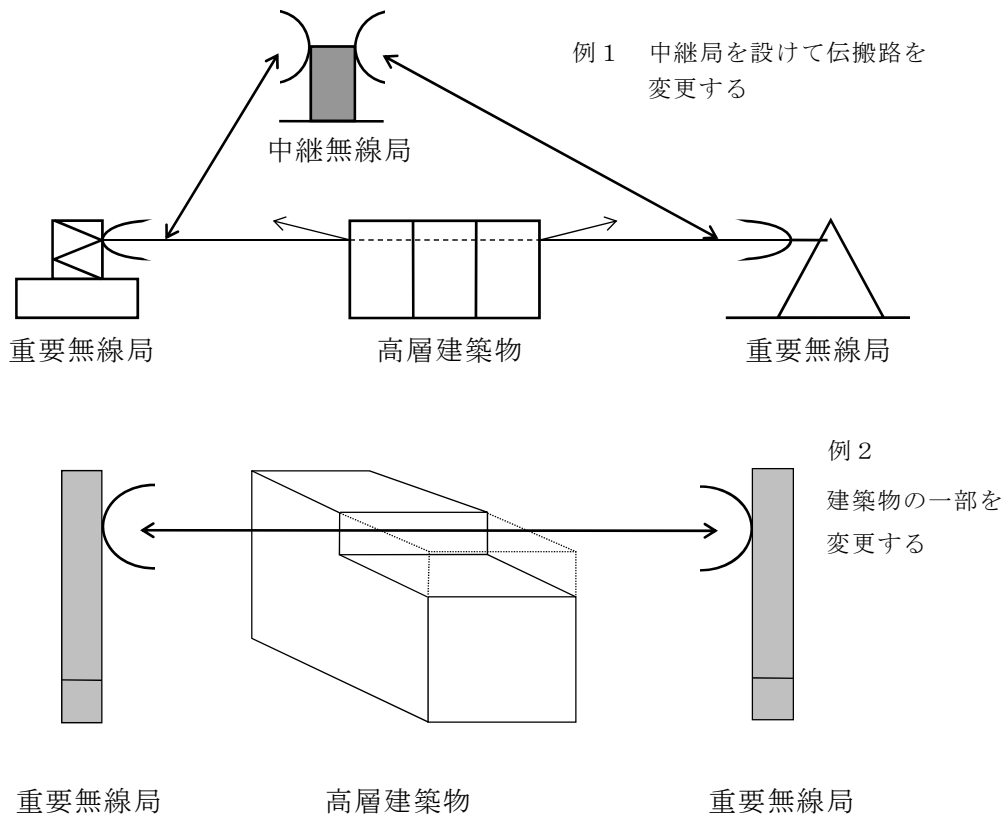 例１　中継局を設けて伝搬路を
変更する
中継無線局
重要無線局　高層建築物　重要無線局
例２
建築物の一部を
変更する
重要無線局　高層建築物　重要無線局